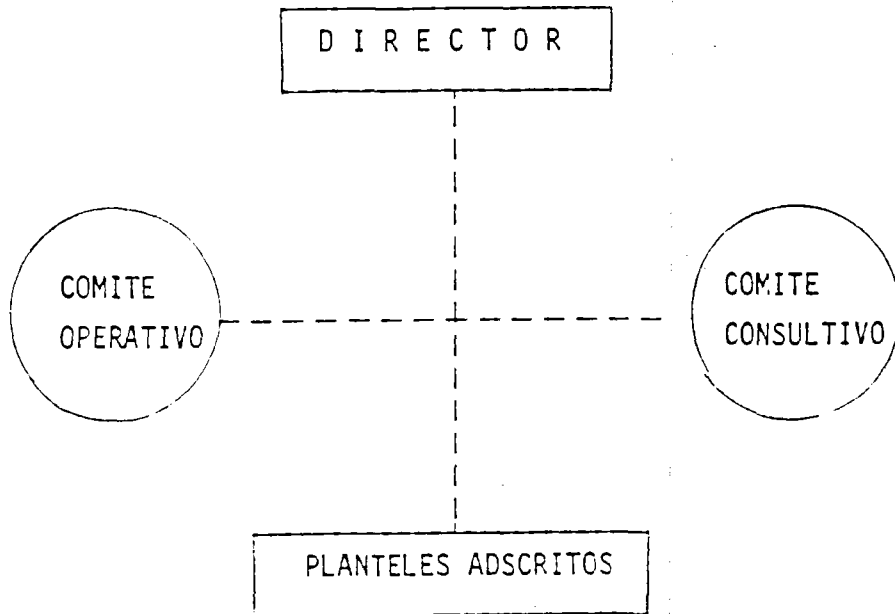 DIRECTOR
COMITE
OPERATIVO
COMITE
CONSULTIVO
PLANTELES ADSCRITOS